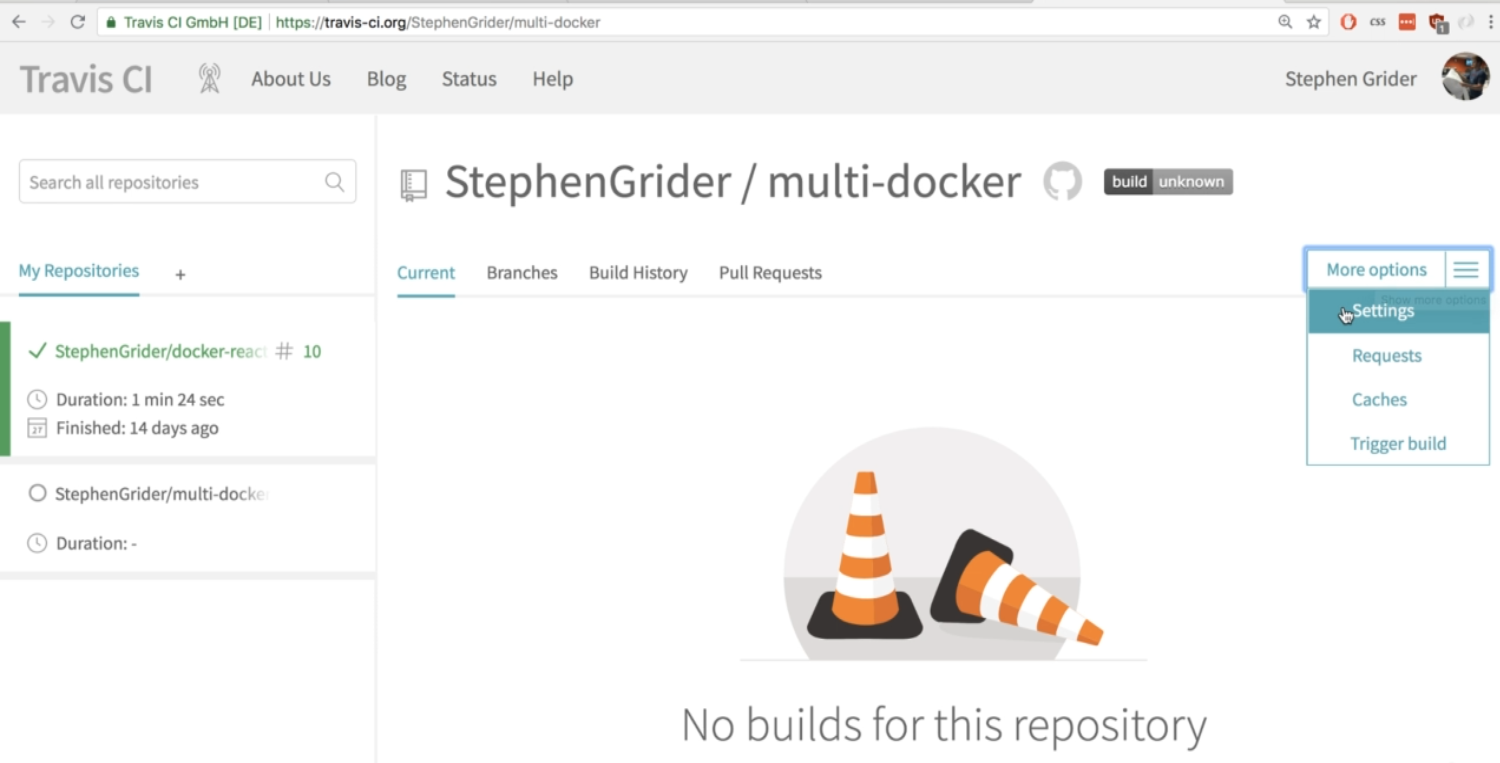 Travis CI GmbH [DE] https://travis-ci.org/StephenGrider/multi-docker
css
1
Travis CI About Us Blog Status Help Stephen Grider
Search all repositories
StephenGrider / multi-docker build unknown
My Repositories +
Current Branches Build History Pull Requests More options
Show more options
Settings
Requests
Caches
Trigger build
StephenGrider/docker-react # 10
Duration: 1 min 24 sec
27 Finished: 14 days ago
StephenGrider/multi-docke
Duration: -
No builds for this repository